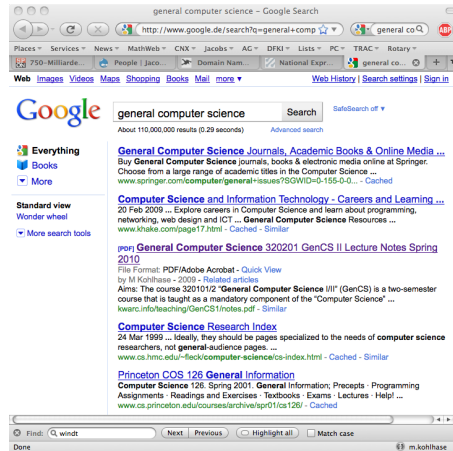 general computer science – Google Search
http://www.google.de/search?q=general+comp
general co
ABP
Places Services News MathWeb CNX Jacobs AG DFKI Lists PC TRAC Rotary
750-Milliarde... People | Jaco... Domain Nam... National Expr... general co...
Web Images Videos Maps Shopping Books Mail more Web History | Search settings | Sign in
Google
general computer science Search SafeSearch off
About 110,000,000 results (0.29 seconds) Advanced search
Everything
Books
More
Standard view
Wonder wheel
More search tools
General Computer Science Journals, Academic Books & Online Media ...
Buy General Computer Science journals, books & electronic media online at Springer.
Choose from a large range of academic titles in the Computer Science ...
www.springer.com/computer/general+issues?SGWID=0-155-0-0... - Cached
Computer Science and Information Technology - Careers and Learning ...
20 Feb 2009 ... Explore careers in Computer Science and learn about programming,
networking, web design and ICT ... General Computer Science Resources ...
www.khake.com/page17.html - Cached - Similar
[PDF] General Computer Science 320201 GenCS II Lecture Notes Spring
2010
File Format: PDF/Adobe Acrobat - Quick View
by M Kohlhase - 2009 - Related articles
Aims: The course 320101/2 “General Computer Science I/II” (GenCS) is a two-semester
course that is taught as a mandatory component of the “Computer Science” ...
kwarc.info/teaching/GenCS1/notes.pdf - Similar
Computer Science Research Index
24 Mar 1999 ... Ideally, they should be pages specialized to the needs of computer science
researchers, not general-audience pages. ...
www.cs.hmc.edu/~fleck/computer-science/cs-index.html - Cached - Similar
Princeton COS 126 General Information
Computer Science 126. Spring 2001. General Information; Precepts · Programming
Assignments · Readings and Exercises · Textbooks · Exams · Lectures · Help! ...
www.cs.princeton.edu/courses/archive/spr01/cs126/ - Cached
Find: windt Next Previous Highlight all Match case
Done m.kohlhase